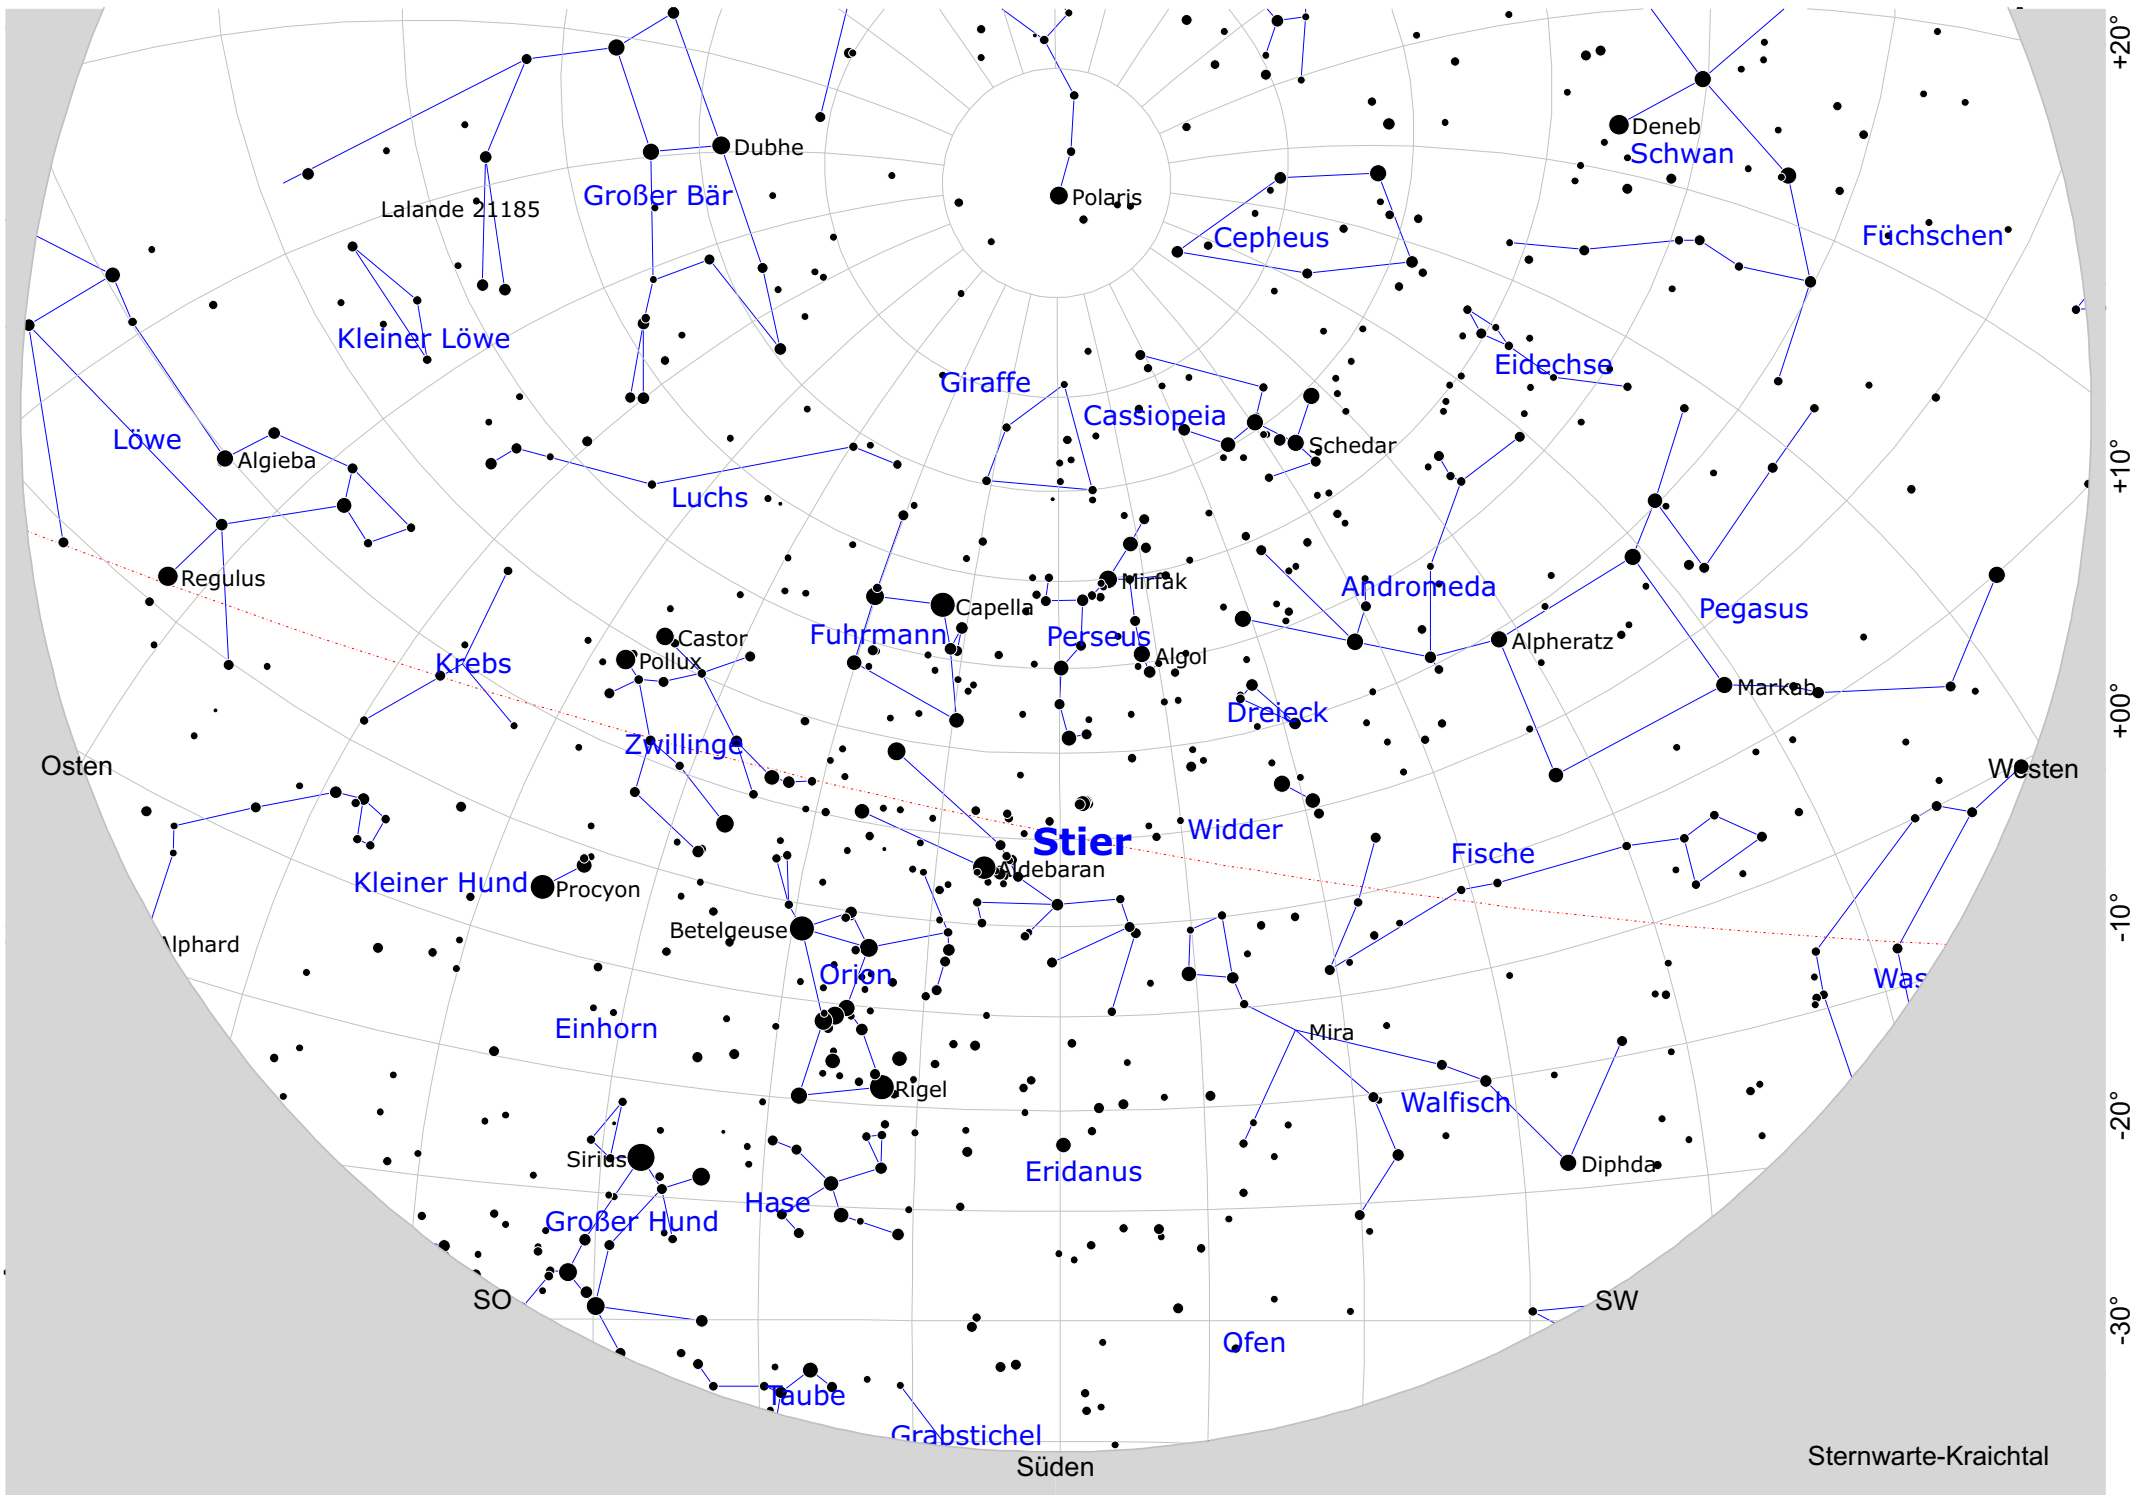 +20°
Deneb
Dubhe
Schwan
Großer Bär
Polaris
Lalande 21185
Cepheus
Füchschen
Kleiner Löwe
Eidechse
Giraffe
Cassiopeia
Löwe
Schedar
Algieba
+10°
Luchs
Regulus
Mirfak
Andromeda
Capella
Pegasus
Fuhrmann
Perseus
Castor
Alpheratz
Krebs
Pollux
Algol
Markab
Dreieck
+00°
Zwillinge
Osten
Westen
Widder
Stier
Fische
Aldebaran
Kleiner Hund
Procyon
-10°
Betelgeuse
Alphard
Orion
Was
Einhorn
Mira
Rigel
Walfisch
-20°
Sirius
Diphda
Eridanus
Hase
Großer Hund
SO
SW
-30°
Ofen
Taube
Grabstichel
Sternwarte-Kraichtal
Süden